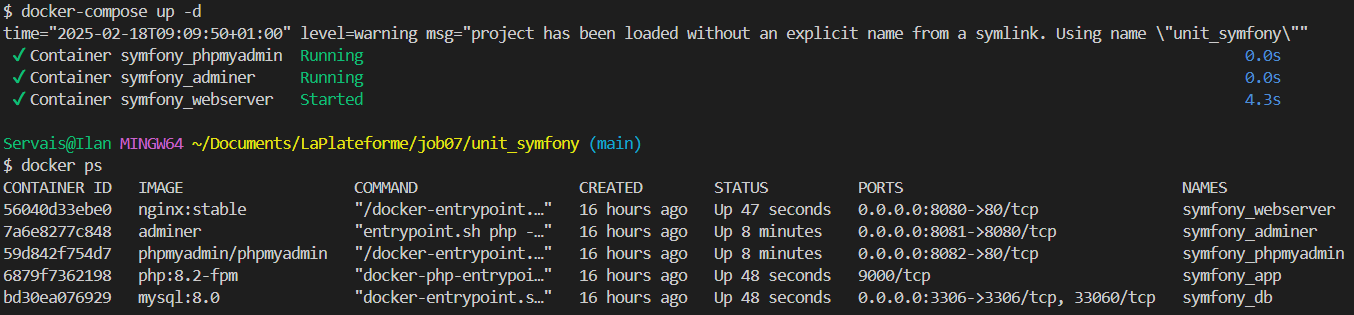 $ docker-compose up -d
time="2025-02-18T09:09:50+01:00" level=warning msg="project has been loaded without an explicit name from a symlink. Using name \"unit_symfony\""
✓ Container symfony_phpmyadmin Running 0.0s
✓ Container symfony_adminer Running 0.0s
✓ Container symfony_webserver Started 4.3s
Servais@Ilan MINGW64 ~/Documents/LaPlateforme/job07/unit_symfony (main)
$ docker ps
CONTAINER ID IMAGE COMMAND CREATED STATUS PORTS NAMES
56040d33ebe0 nginx:stable "/docker-entrypoint.…" 16 hours ago Up 47 seconds 0.0.0.0:8080->80/tcp symfony_webserver
7a6e8277c848 adminer "entrypoint.sh php -…" 16 hours ago Up 8 minutes 0.0.0.0:8081->8080/tcp symfony_adminer
59d842f754d7 phpmyadmin/phpmyadmin "/docker-entrypoint.…" 16 hours ago Up 8 minutes 0.0.0.0:8082->80/tcp symfony_phpmyadmin
6879f7362198 php:8.2-fpm "docker-php-entrypoi…" 16 hours ago Up 48 seconds 9000/tcp symfony_app
bd30ea076929 mysql:8.0 "docker-entrypoint.s…" 16 hours ago Up 48 seconds 0.0.0.0:3306->3306/tcp, 33060/tcp symfony_db